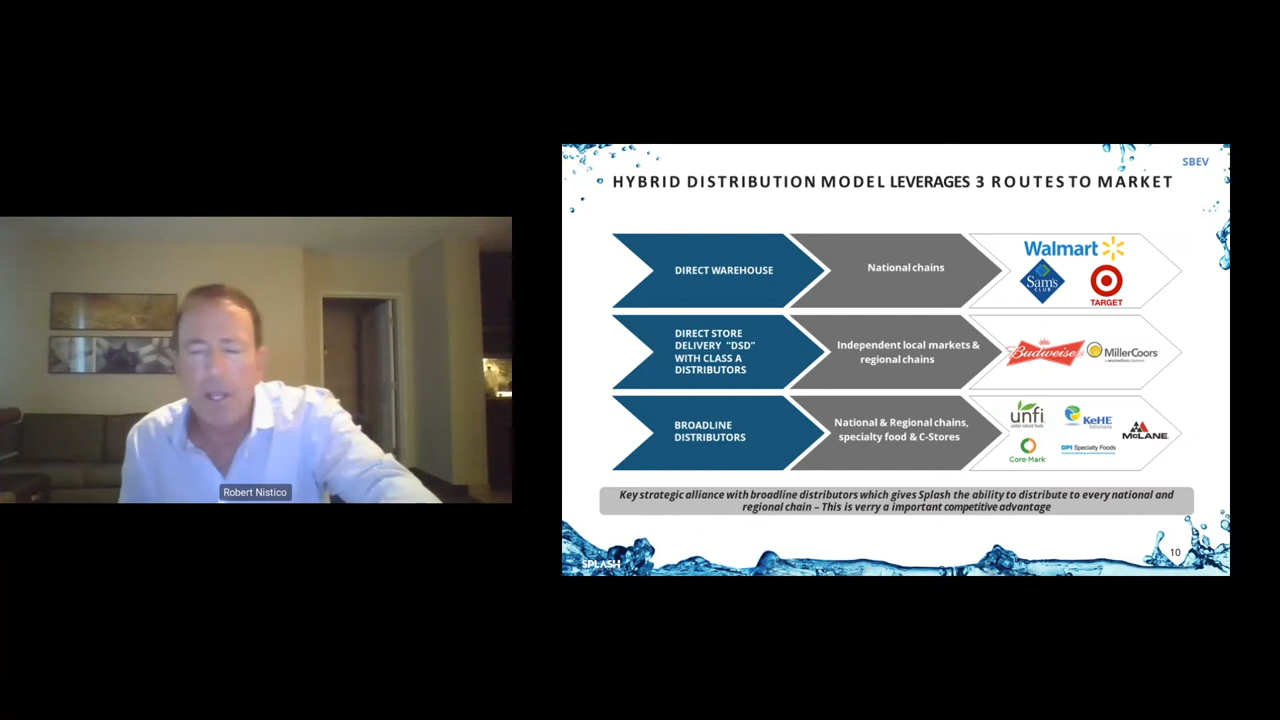 Robert Nistico
SBEV
HYBRID DISTRIBUTION MODEL LEVERAGES 3 ROUTES TO MARKET
DIRECT WAREHOUSE
National chains
Walmart
Sam's
CLUB
TARGET
DIRECT STORE
DELIVERY "DSD"
WITH CLASS A
DISTRIBUTORS
Independent local markets &
regional chains
Budweiser
MillerCoors
BROADLINE
DISTRIBUTORS
National & Regional chains,
specialty food & C-Stores
unfi
KeHE
Solutions
McLANE
Core-Mark
DPI Specialty Foods
Key strategic alliance with broadline distributors which gives Splash the ability to distribute to every national and
regional chain – This is verry a important competitive advantage
10
SPLASH